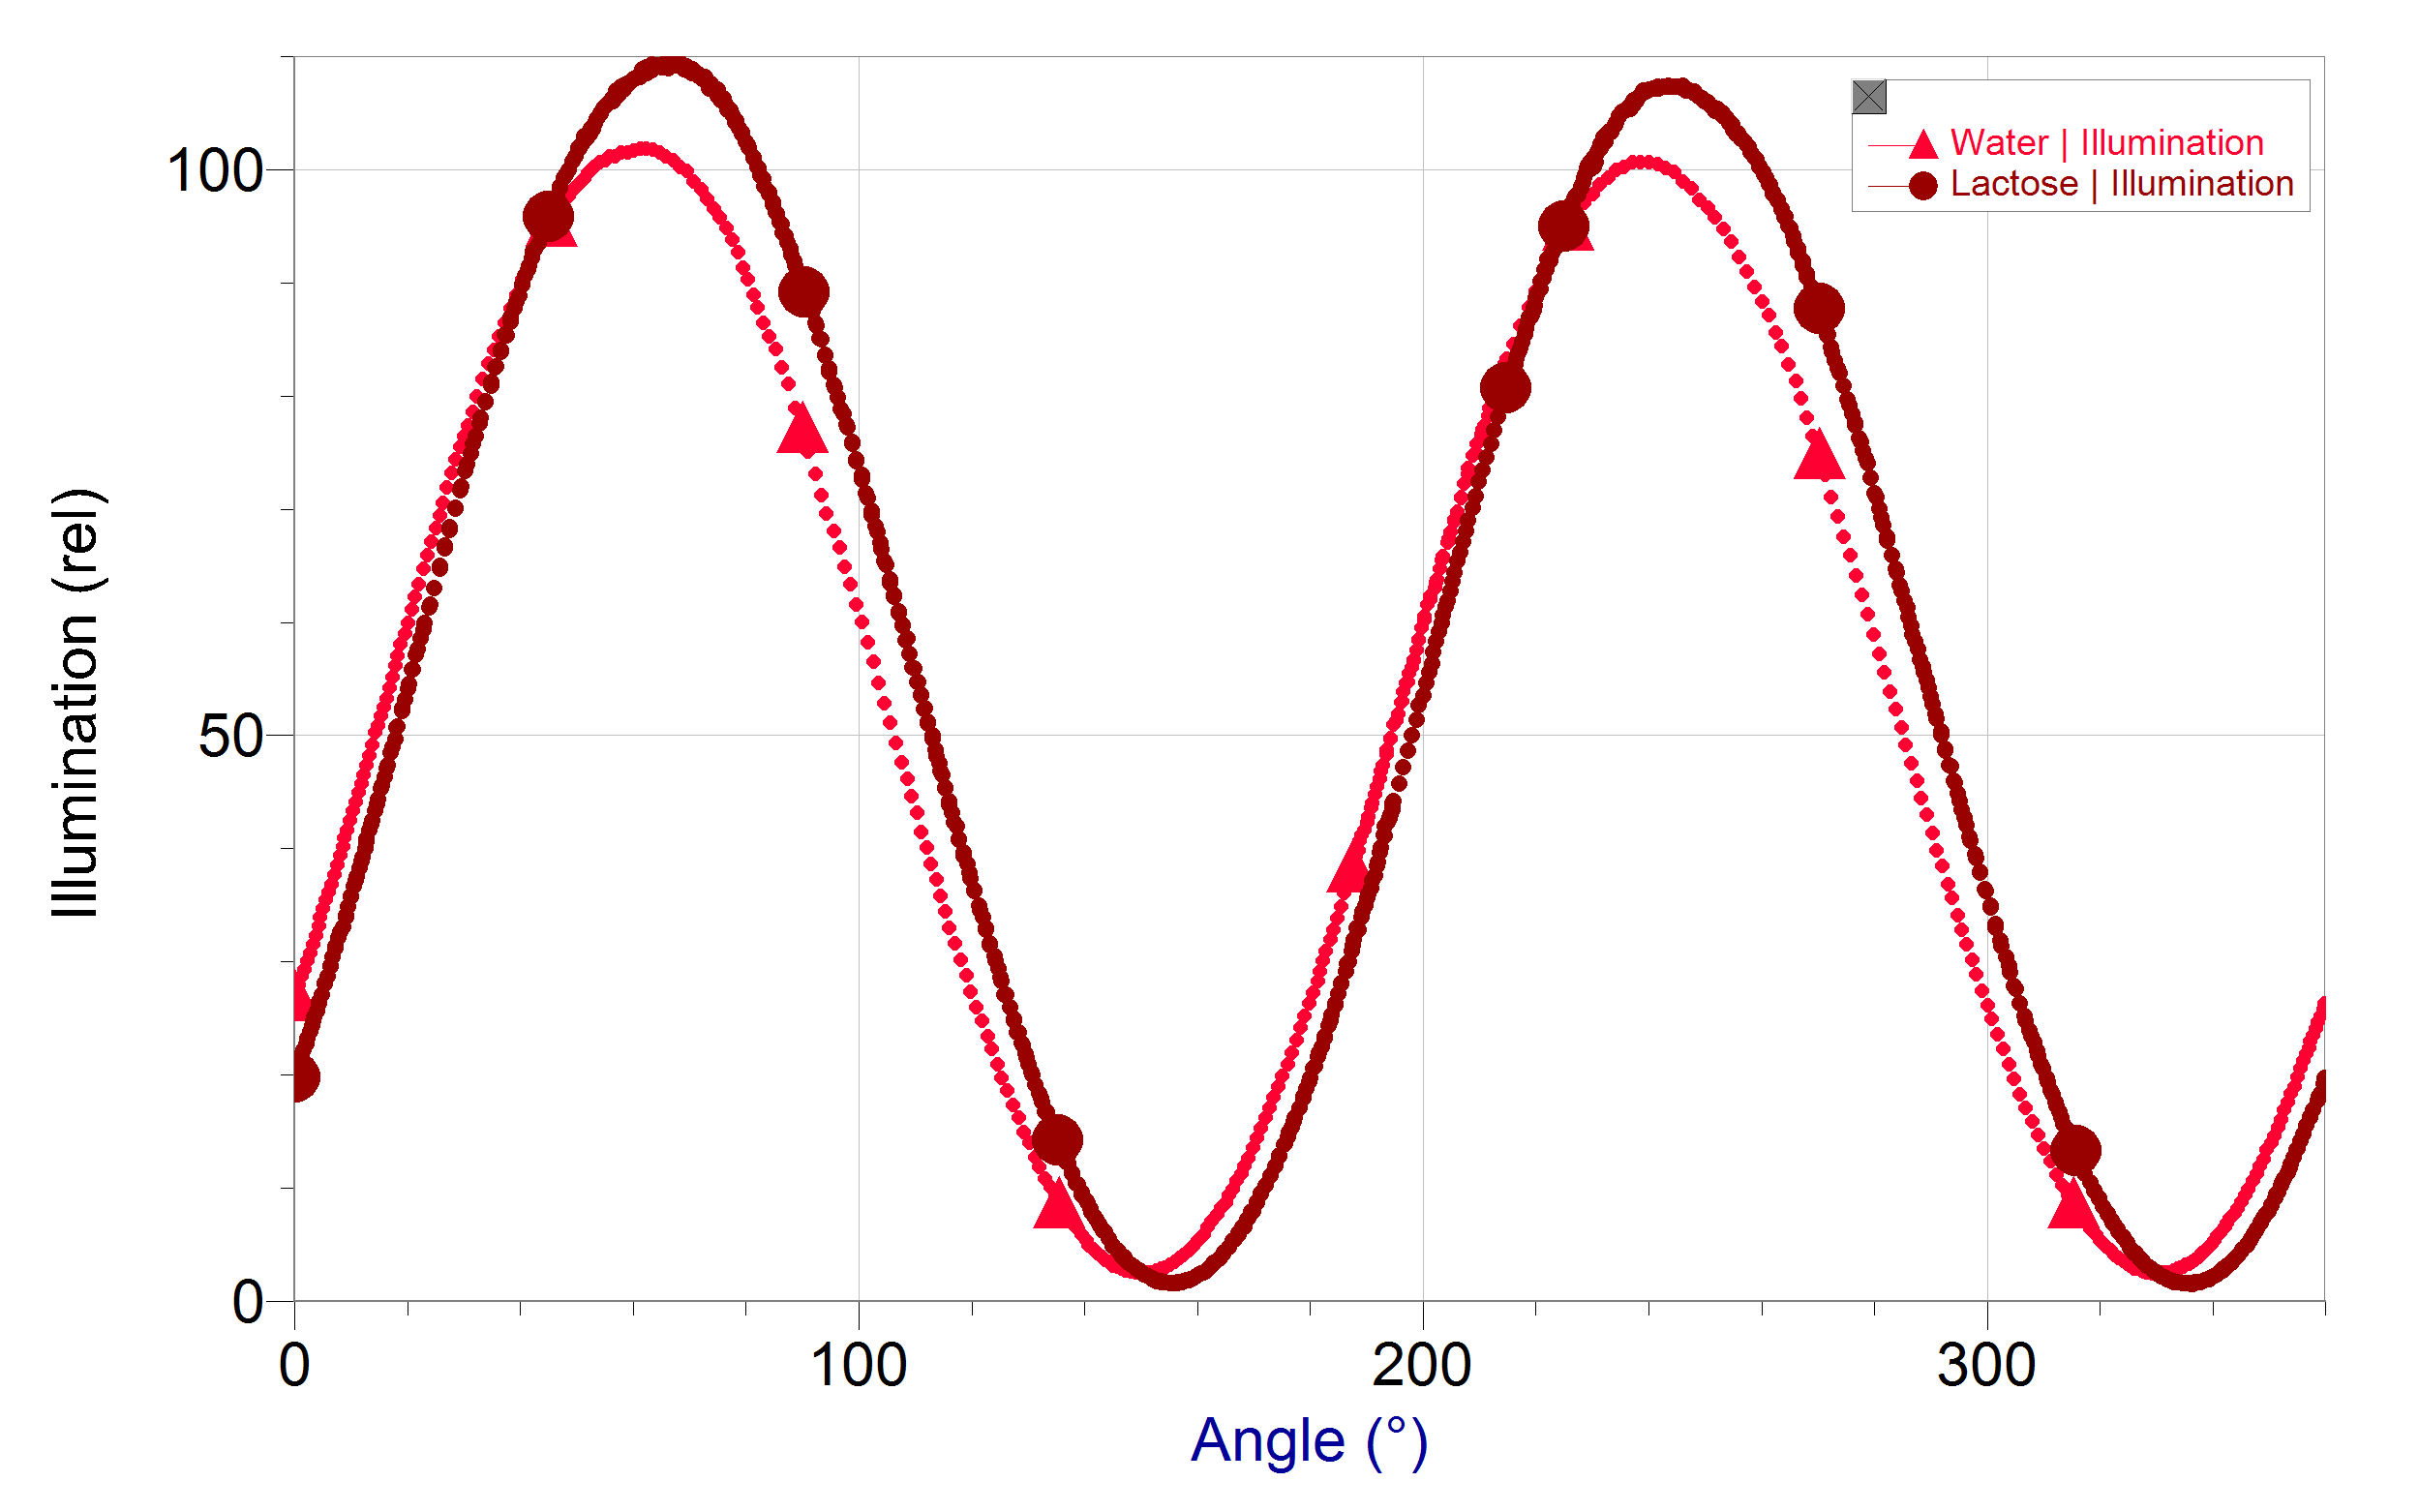 Water | Illumination
Lactose | Illumination
100
50
0
Illumination (rel)
0 100 200 300
Angle (°)